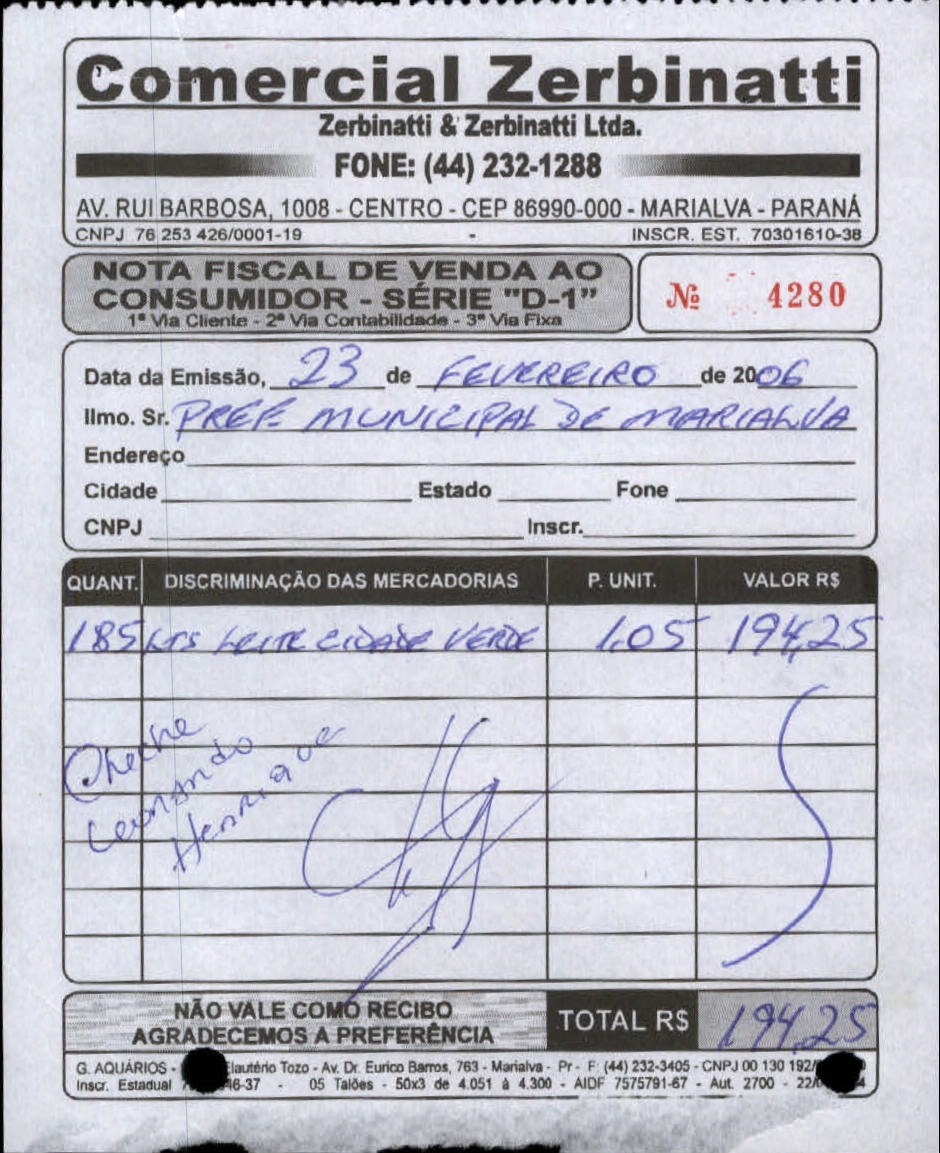 Comercial Zerbinatti
Zerbinatti & Zerbinatti Ltda.
FONE: (44) 232-1288
AV. RUI BARBOSA, 1008 - CENTRO - CEP 86990-000 - MARIALVA - PARANÁ
CNPJ 76 253 426/0001-19 - INSCR. EST. 70301610-38
NOTA FISCAL DE VENDA AO
CONSUMIDOR - SÉRIE "D-1"
1ª Via Cliente - 2ª Via Contabilidade - 3ª Via Fixa
Nº 4280
Data da Emissão, 23 de FEVEREIRO de 2006
Ilmo. Sr. PREF. MUNICIPAL DE MARIALVA
Endereço
Cidade Estado Fone
CNPJ Inscr.
QUANT. DISCRIMINAÇÃO DAS MERCADORIAS P. UNIT. VALOR R$
185 LTS LEITE CIDADE VERDE 1,05 194,25
Creche
Leonardo
Henrique
NÃO VALE COMO RECIBO
AGRADECEMOS A PREFERÊNCIA
TOTAL R$ 194,25
G. AQUÁRIOS - Tozo - Av. Dr. Eurico Barros, 763 - Marialva - Pr - F: (44) 232-3405 - CNPJ 00 130 192/
Inscr. Estadual 46-37 - 05 Talões - 50x3 de 4.051 à 4.300 - AIDF 7575791-67 - Aut. 2700 - 22/